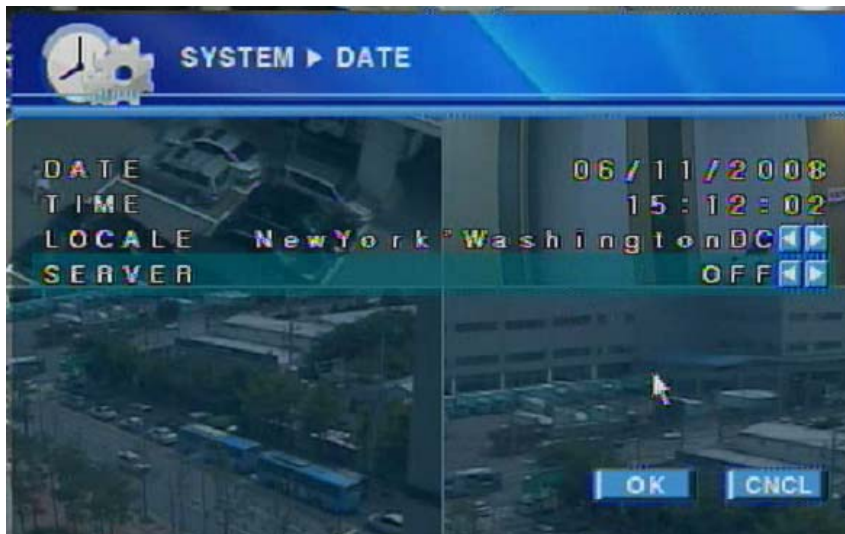 SYSTEM ▶ DATE
DATE 06/11/2008
TIME 15:12:02
LOCALE NewYork*WashingtonDC
SERVER OFF
OK CNCL